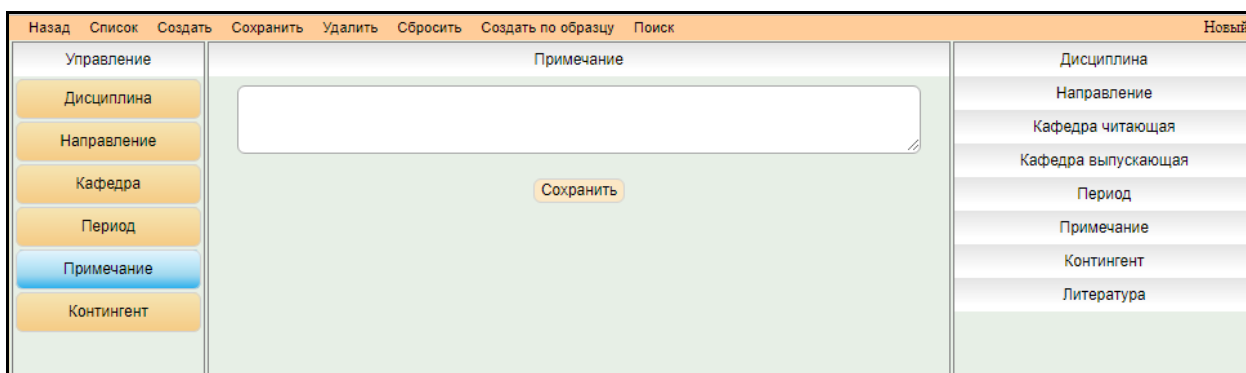 Назад Список Создать Сохранить Удалить Сбросить Создать по образцу Поиск Новый
Управление
Дисциплина
Направление
Кафедра
Период
Примечание
Контингент
Примечание
Сохранить
Дисциплина
Направление
Кафедра читающая
Кафедра выпускающая
Период
Примечание
Контингент
Литература